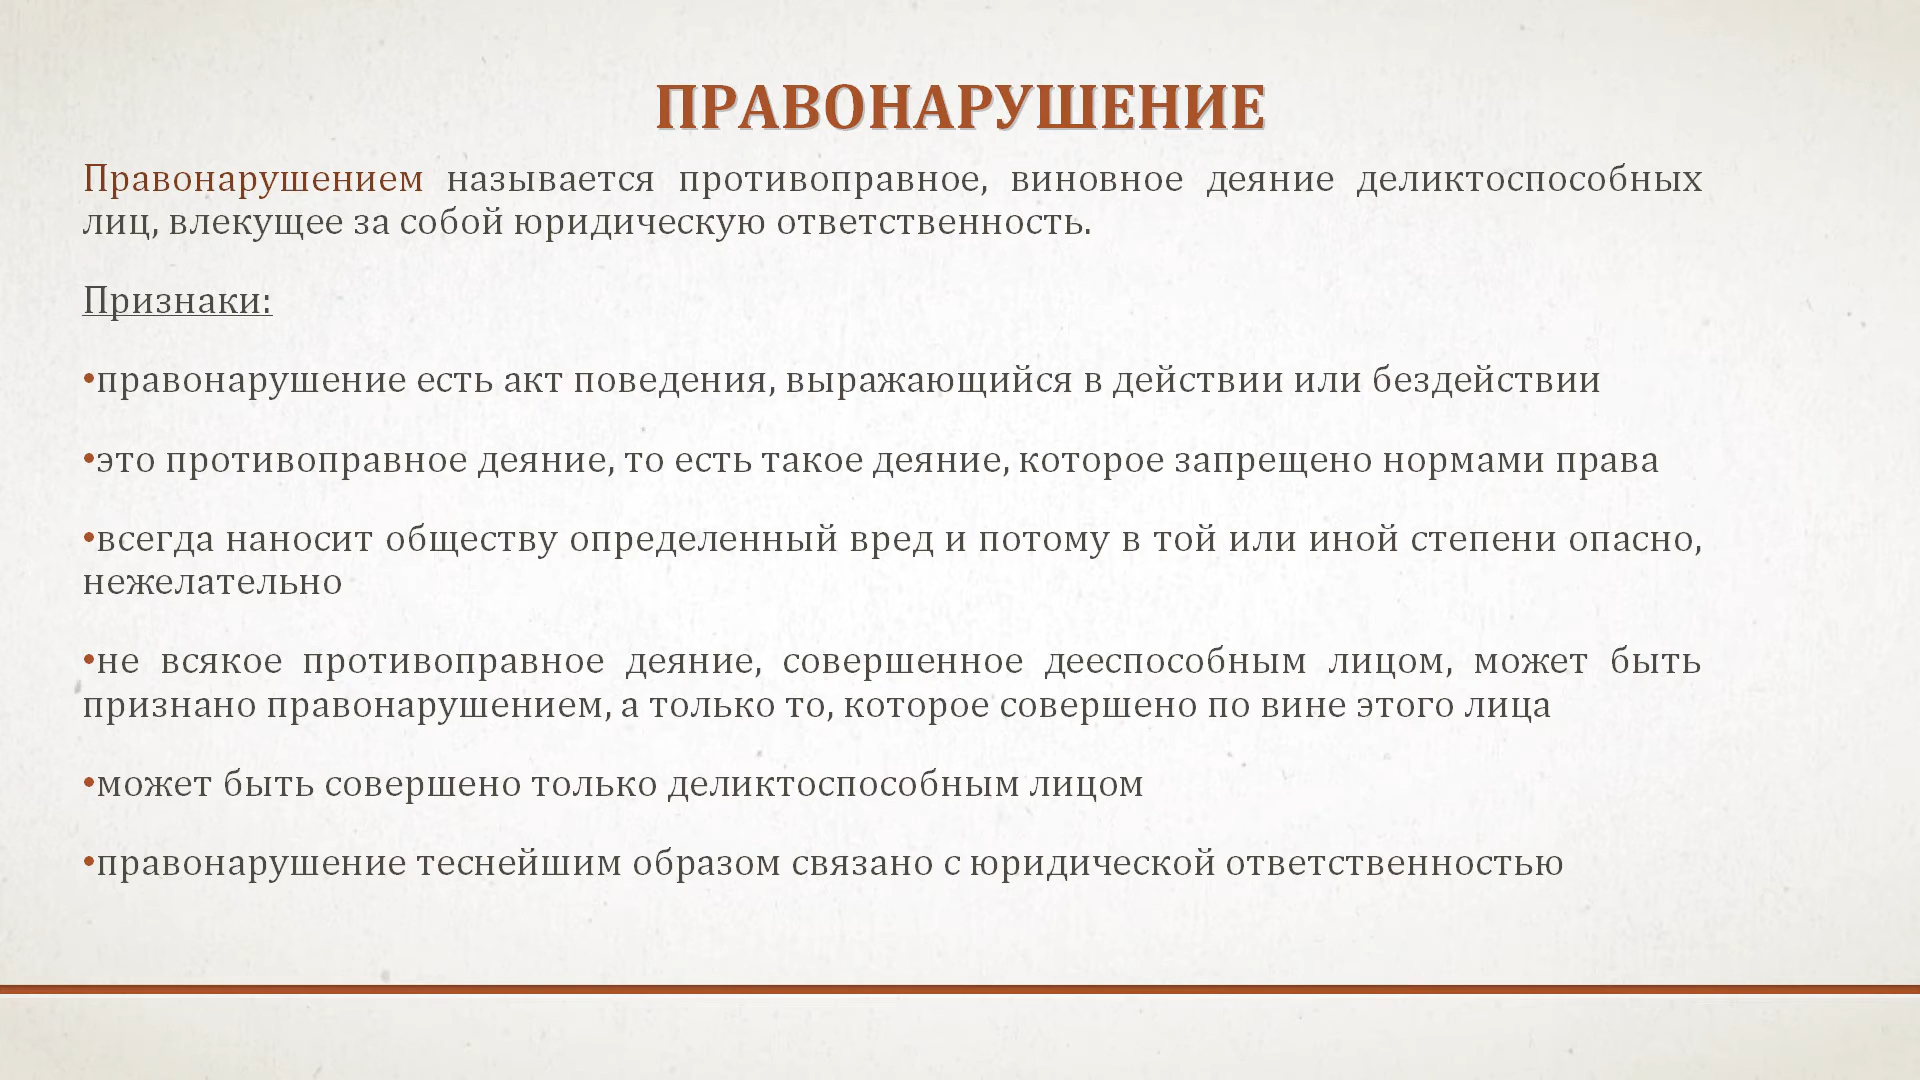 ПРАВОНАРУШЕНИЕ
Правонарушением называется противоправное, виновное деяние деликтоспособных
лиц, влекущее за собой юридическую ответственность.
Признаки:
•правонарушение есть акт поведения, выражающийся в действии или бездействии
•это противоправное деяние, то есть такое деяние, которое запрещено нормами права
•всегда наносит обществу определенный вред и потому в той или иной степени опасно,
нежелательно
•не всякое противоправное деяние, совершенное дееспособным лицом, может быть
признано правонарушением, а только то, которое совершено по вине этого лица
•может быть совершено только деликтоспособным лицом
•правонарушение теснейшим образом связано с юридической ответственностью